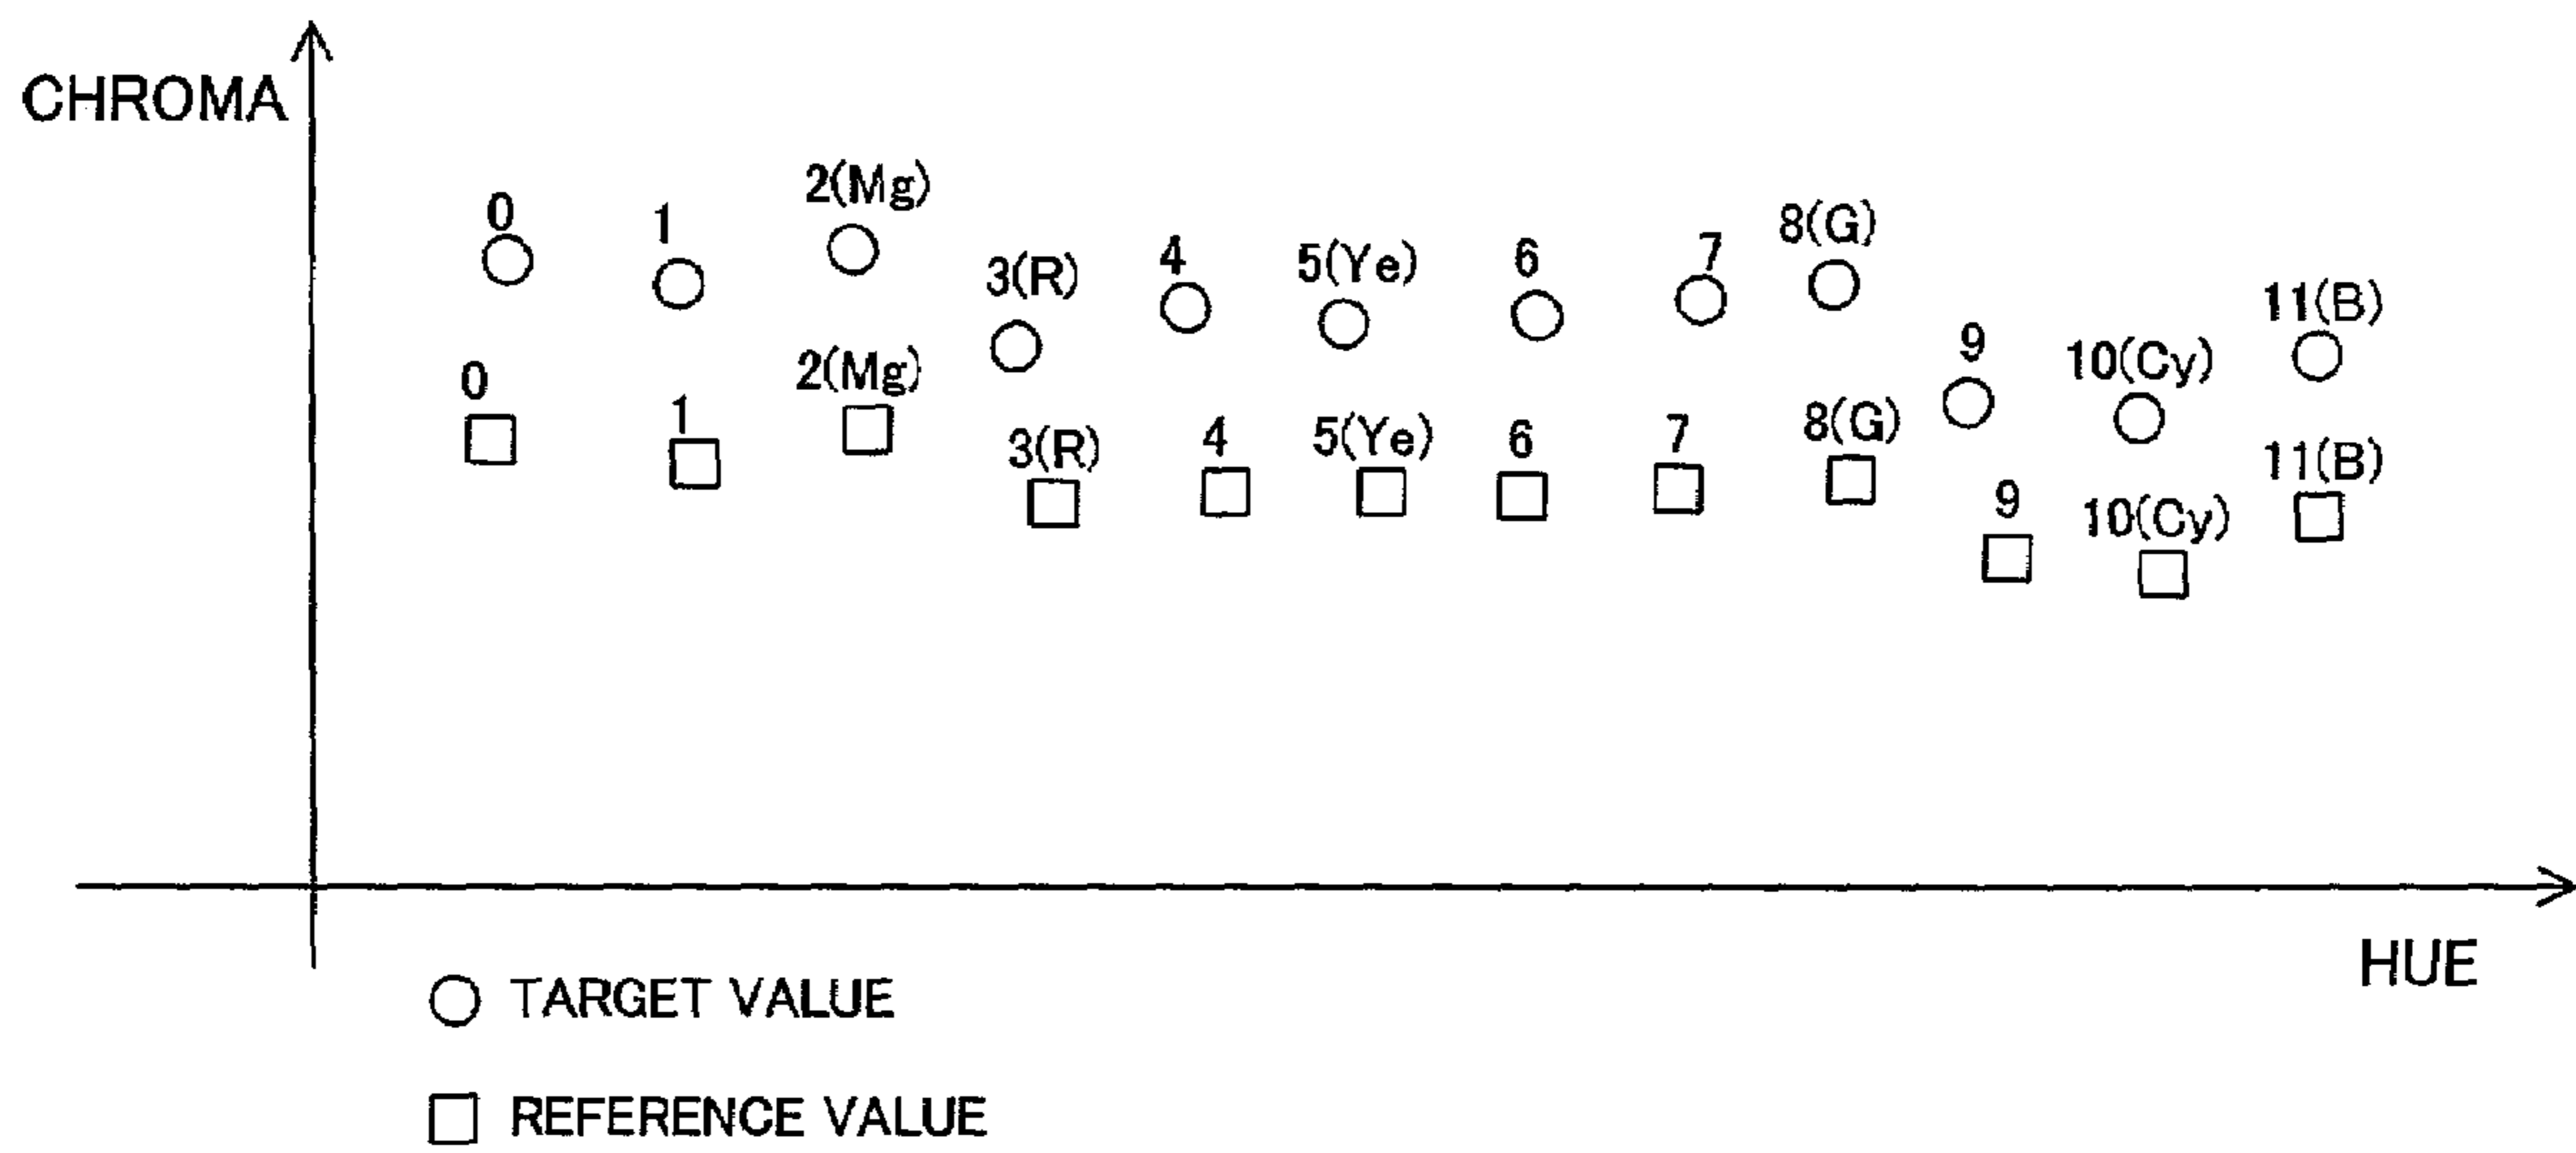 CHROMA
0 1 2(Mg) 3(R) 4 5(Ye) 6 7 8(G) 9 10(Cy) 11(B)
0 1 2(Mg) 3(R) 4 5(Ye) 6 7 8(G) 9 10(Cy) 11(B)
HUE
TARGET VALUE
REFERENCE VALUE